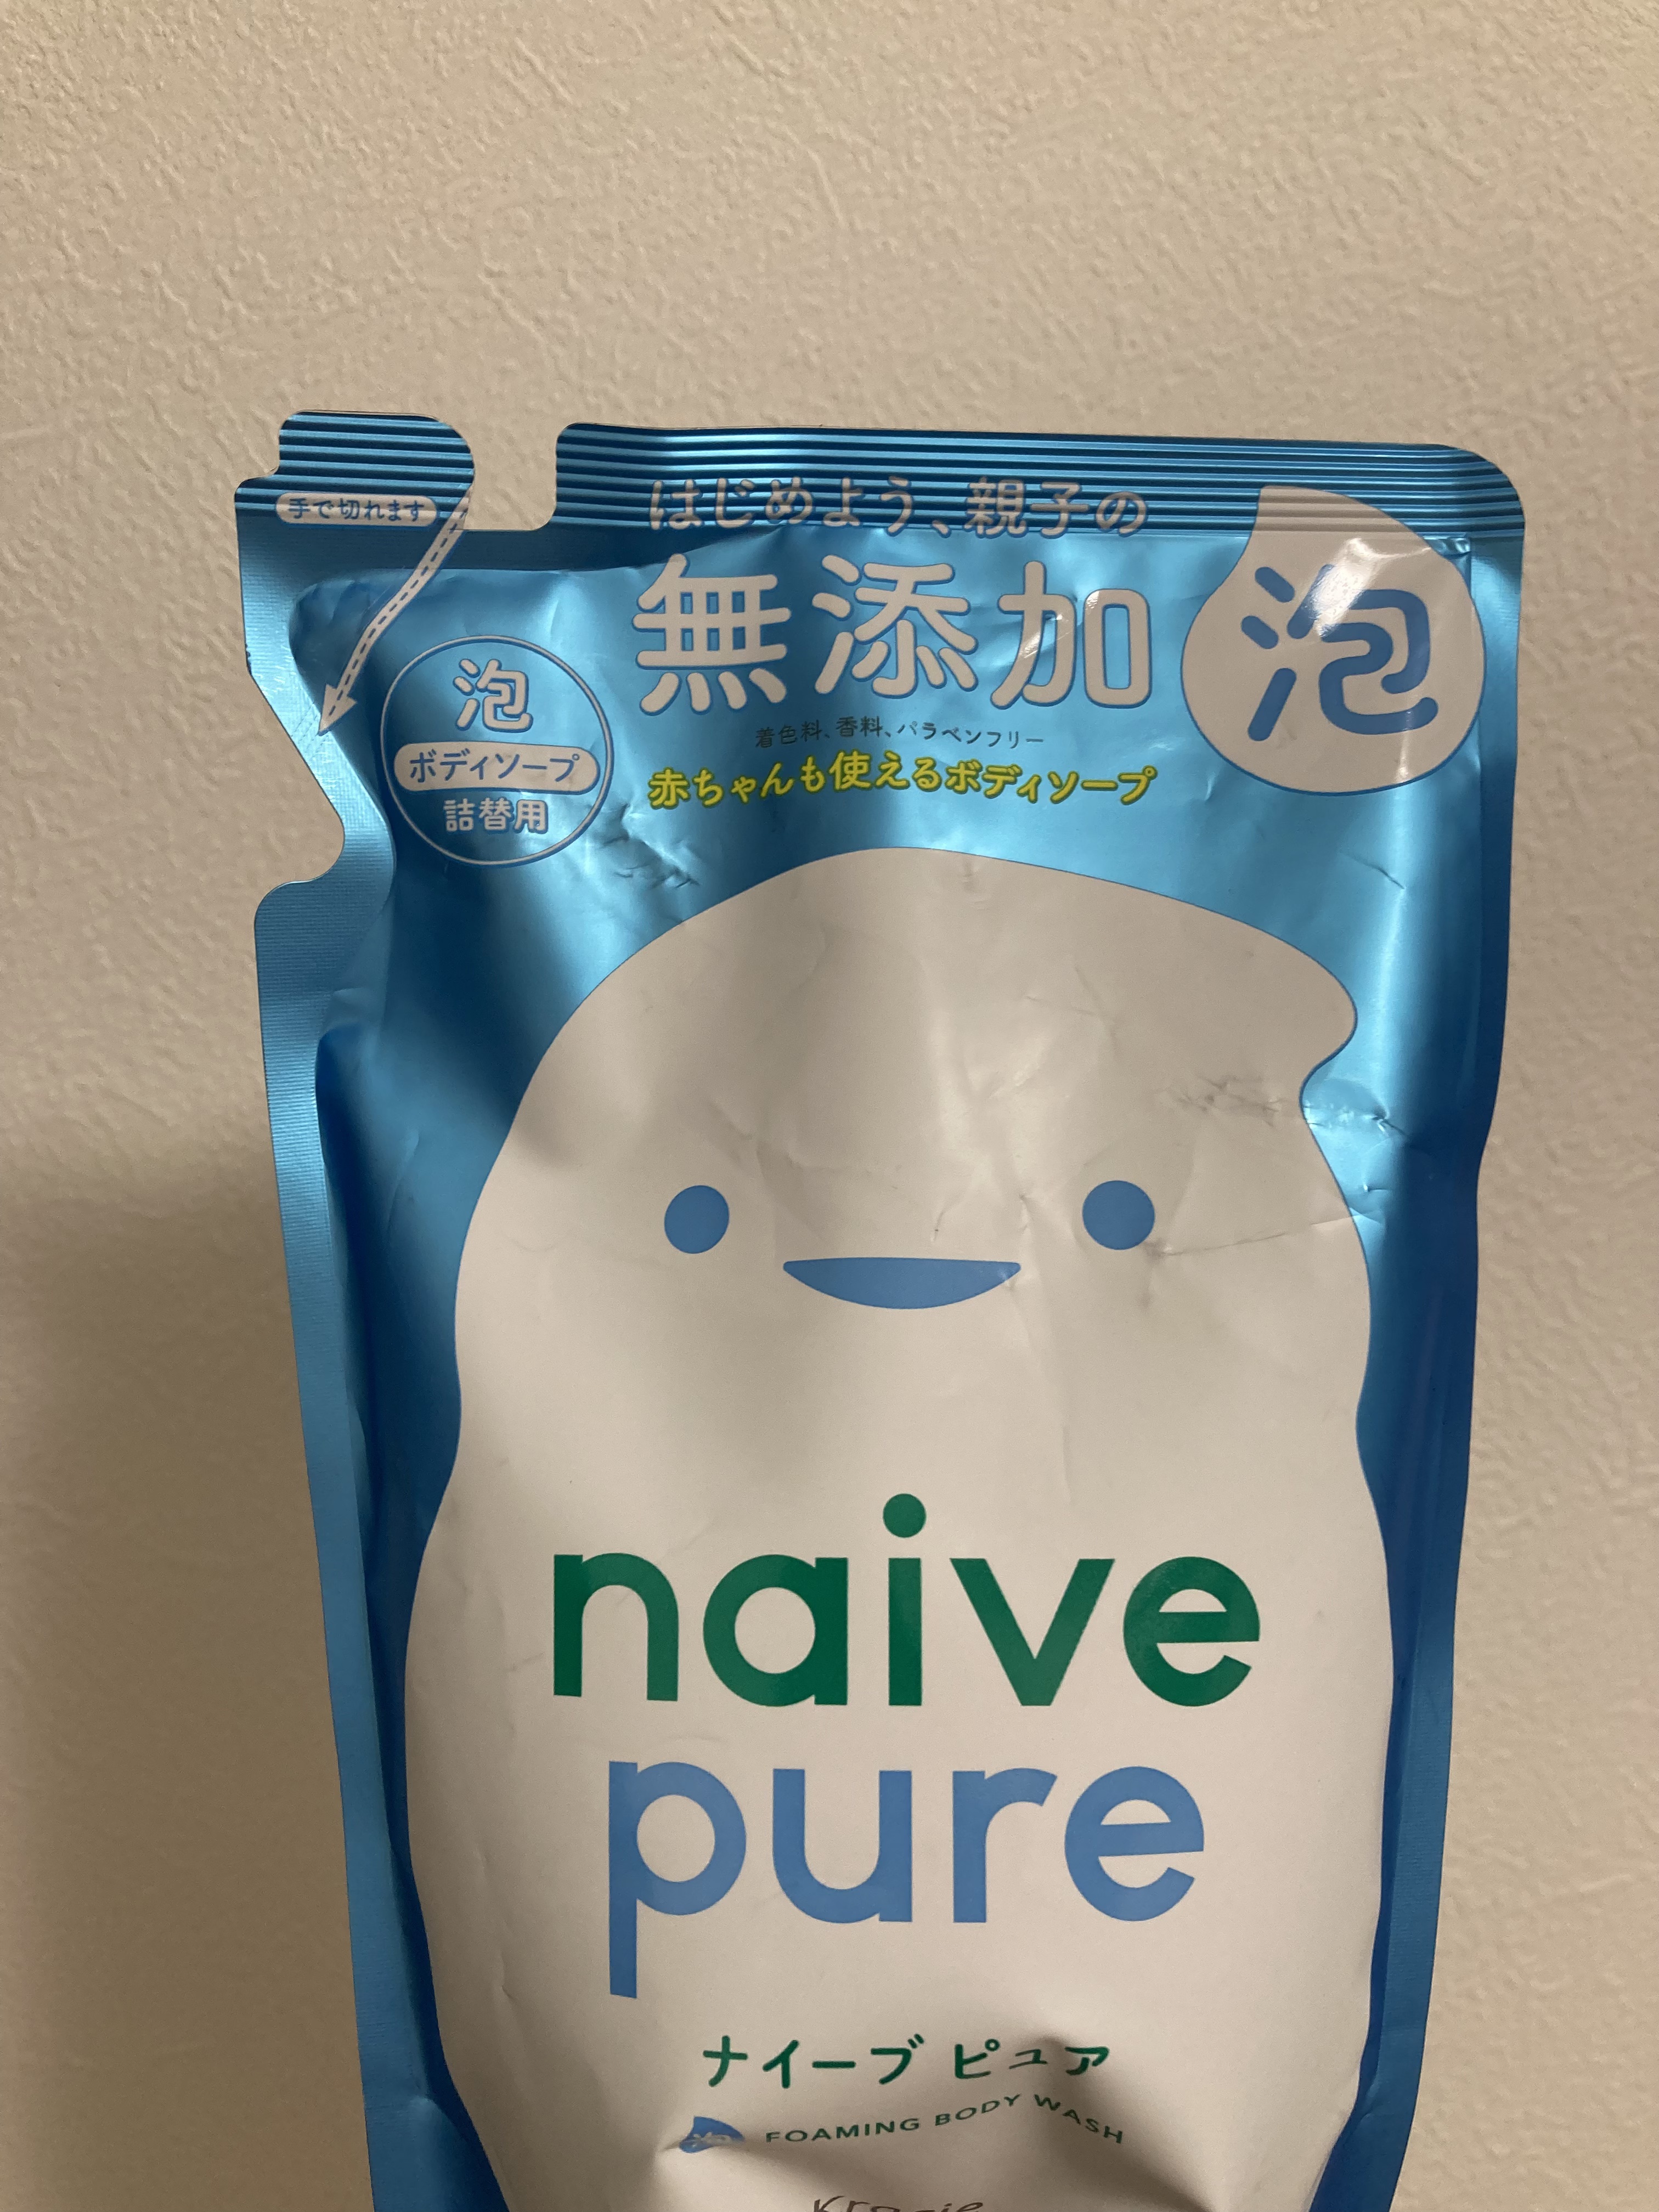 手で切れます
はじめよう、親子の
無添加
泡
着色料、香料、パラベンフリー
赤ちゃんも使えるボディソープ
泡
ボディソープ
詰替用
naive
pure
ナイーブ ピュア
FOAMING BODY WASH